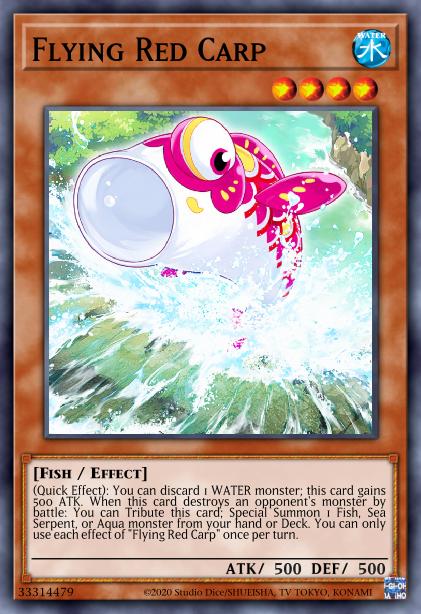 Flying Red Carp
WATER
水
[Fish / Effect]
(Quick Effect): You can discard 1 WATER monster; this card gains
500 ATK. When this card destroys an opponent's monster by
battle: You can Tribute this card; Special Summon 1 Fish, Sea
Serpent, or Aqua monster from your hand or Deck. You can only
use each effect of "Flying Red Carp" once per turn.
ATK/ 500 DEF/ 500
33314479
©2020 Studio Dice/SHUEISHA, TV TOKYO, KONAMI